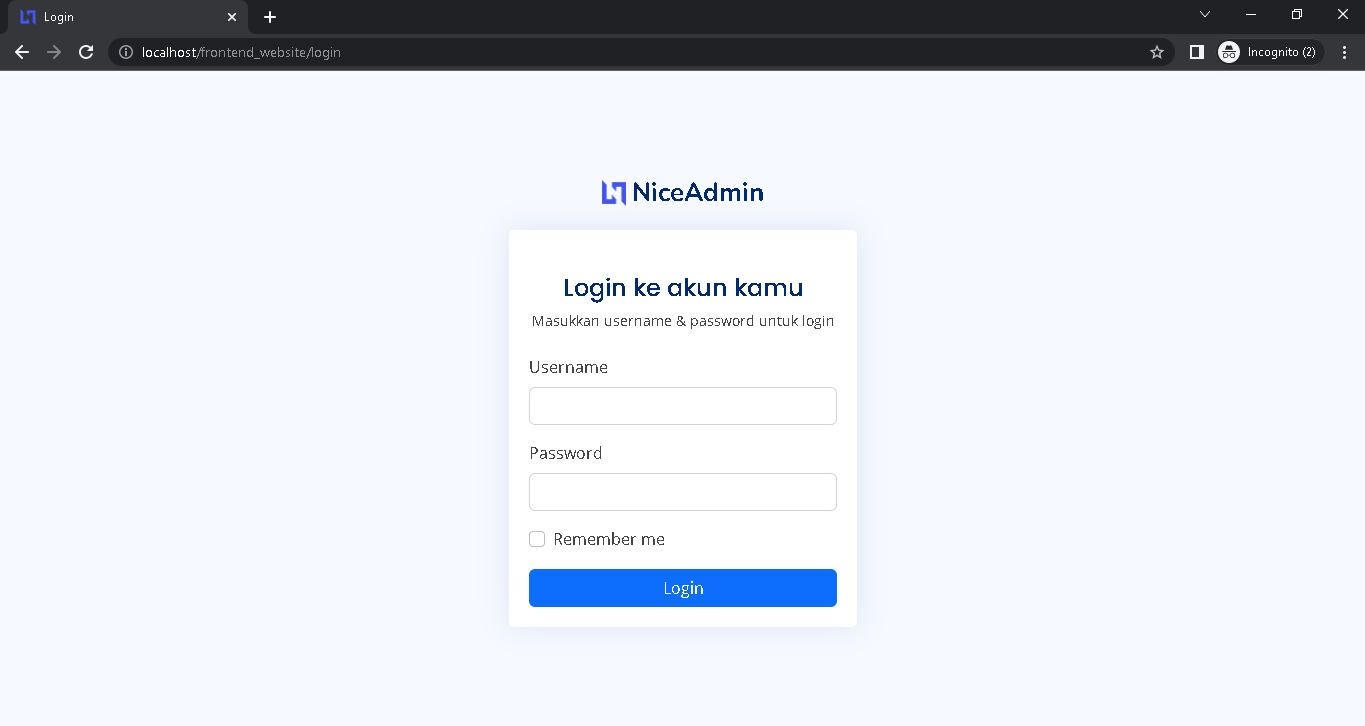 Login
localhost/frontend_website/login
Incognito (2)
NiceAdmin
Login ke akun kamu
Masukkan username & password untuk login
Username
Password
Remember me
Login